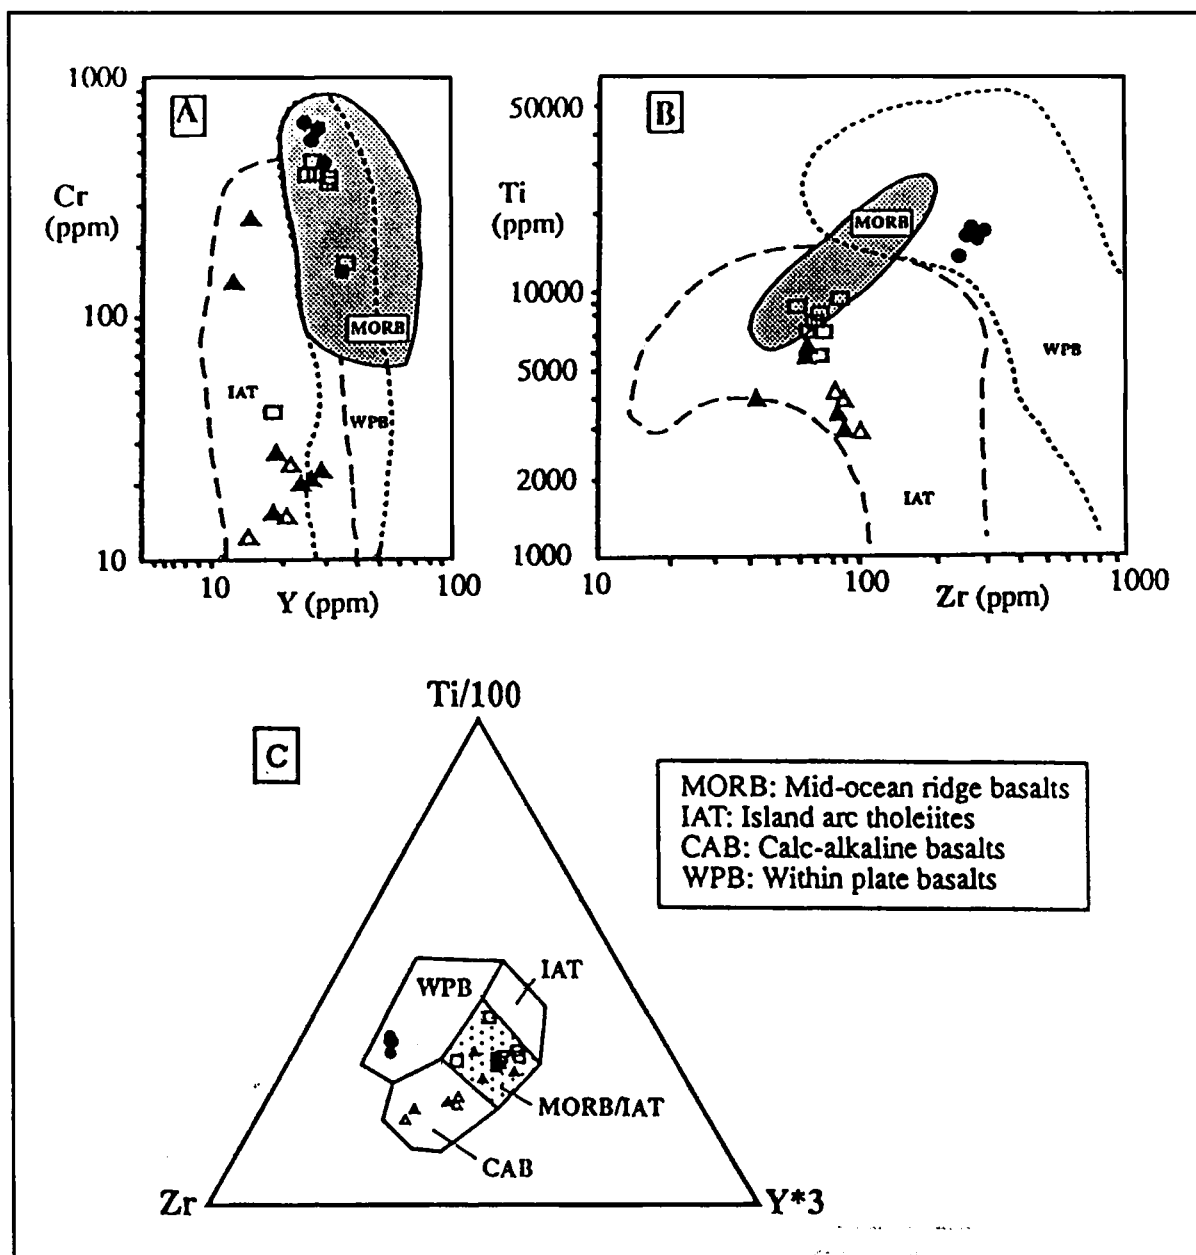 A
1000
Cr
(ppm)
100
10
MORB
IAT
WPB
10
100
Y (ppm)
B
50000
Ti
(ppm)
10000
5000
2000
1000
MORB
WPB
IAT
10
100
1000
Zr (ppm)
C
Ti/100
WPB
IAT
MORB/IAT
CAB
Zr
Y*3
MORB: Mid-ocean ridge basalts
IAT: Island arc tholeiites
CAB: Calc-alkaline basalts
WPB: Within plate basalts